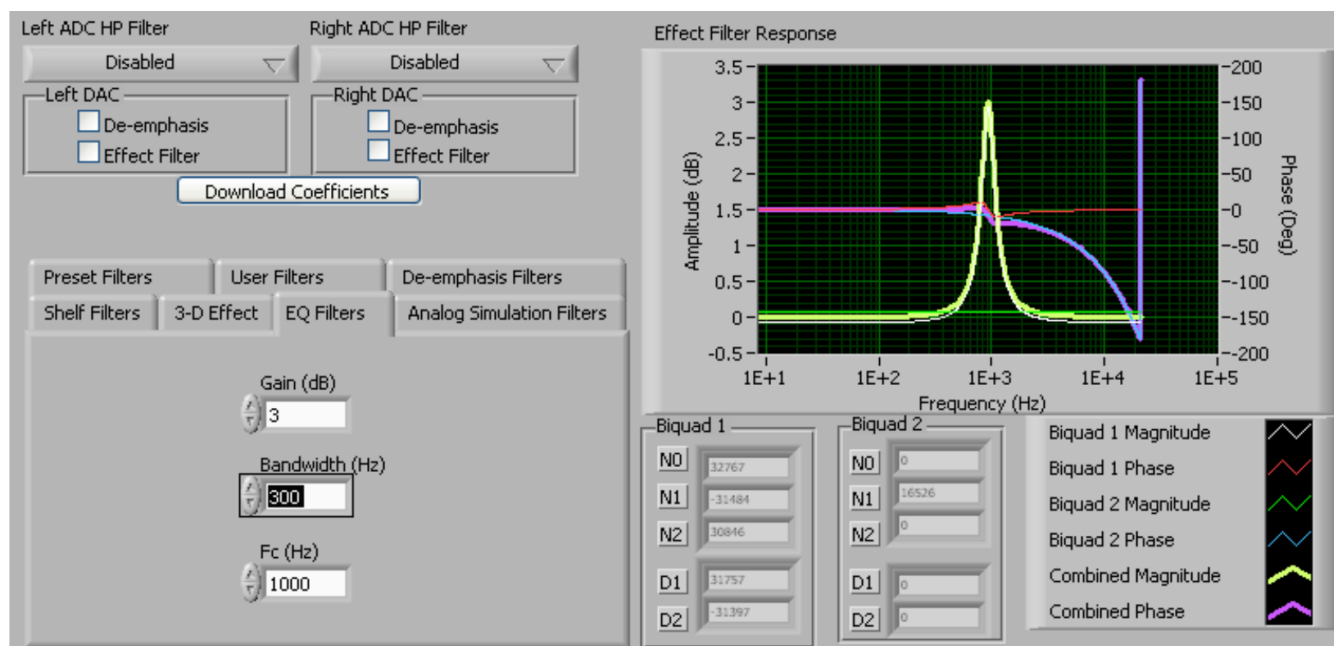 Left ADC HP Filter
Right ADC HP Filter
Disabled
Disabled
Left DAC
De-emphasis
Effect Filter
Right DAC
De-emphasis
Effect Filter
Download Coefficients
Preset Filters
User Filters
De-emphasis Filters
Shelf Filters
3-D Effect
EQ Filters
Analog Simulation Filters
Gain (dB)
3
Bandwidth (Hz)
300
Fc (Hz)
1000
Effect Filter Response
Amplitude (dB)
3.5
3
2.5
2
1.5
1
0.5
0
-0.5
200
150
100
50
0
-50
-100
-150
-200
Phase (Deg)
1E+1 1E+2 1E+3 1E+4 1E+5
Frequency (Hz)
Biquad 1
N0 32767
N1 -31484
N2 30846
D1 31757
D2 -31397
Biquad 2
N0 0
N1 16526
N2 0
D1 0
D2 0
Biquad 1 Magnitude
Biquad 1 Phase
Biquad 2 Magnitude
Biquad 2 Phase
Combined Magnitude
Combined Phase